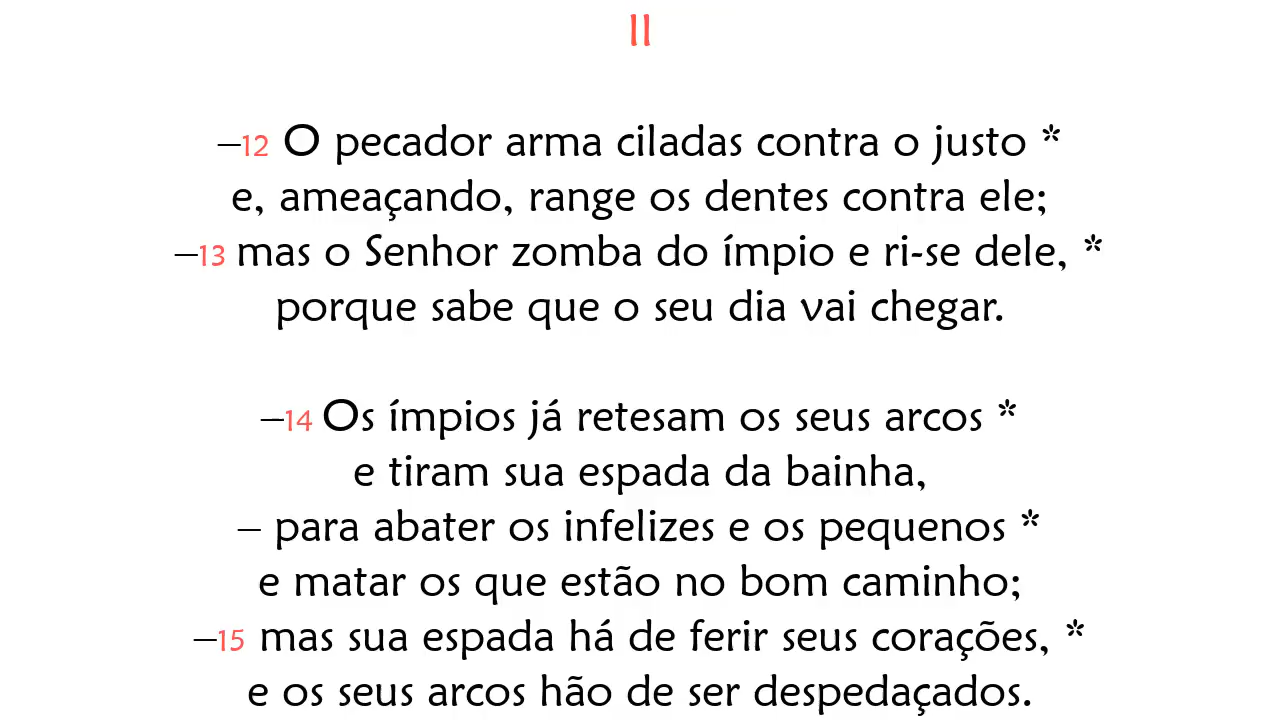 II
–12 O pecador arma ciladas contra o justo *
e, ameaçando, range os dentes contra ele;
–13 mas o Senhor zomba do ímpio e ri-se dele, *
porque sabe que o seu dia vai chegar.
–14 Os ímpios já retesam os seus arcos *
e tiram sua espada da bainha,
– para abater os infelizes e os pequenos *
e matar os que estão no bom caminho;
–15 mas sua espada há de ferir seus corações, *
e os seus arcos hão de ser despedaçados.